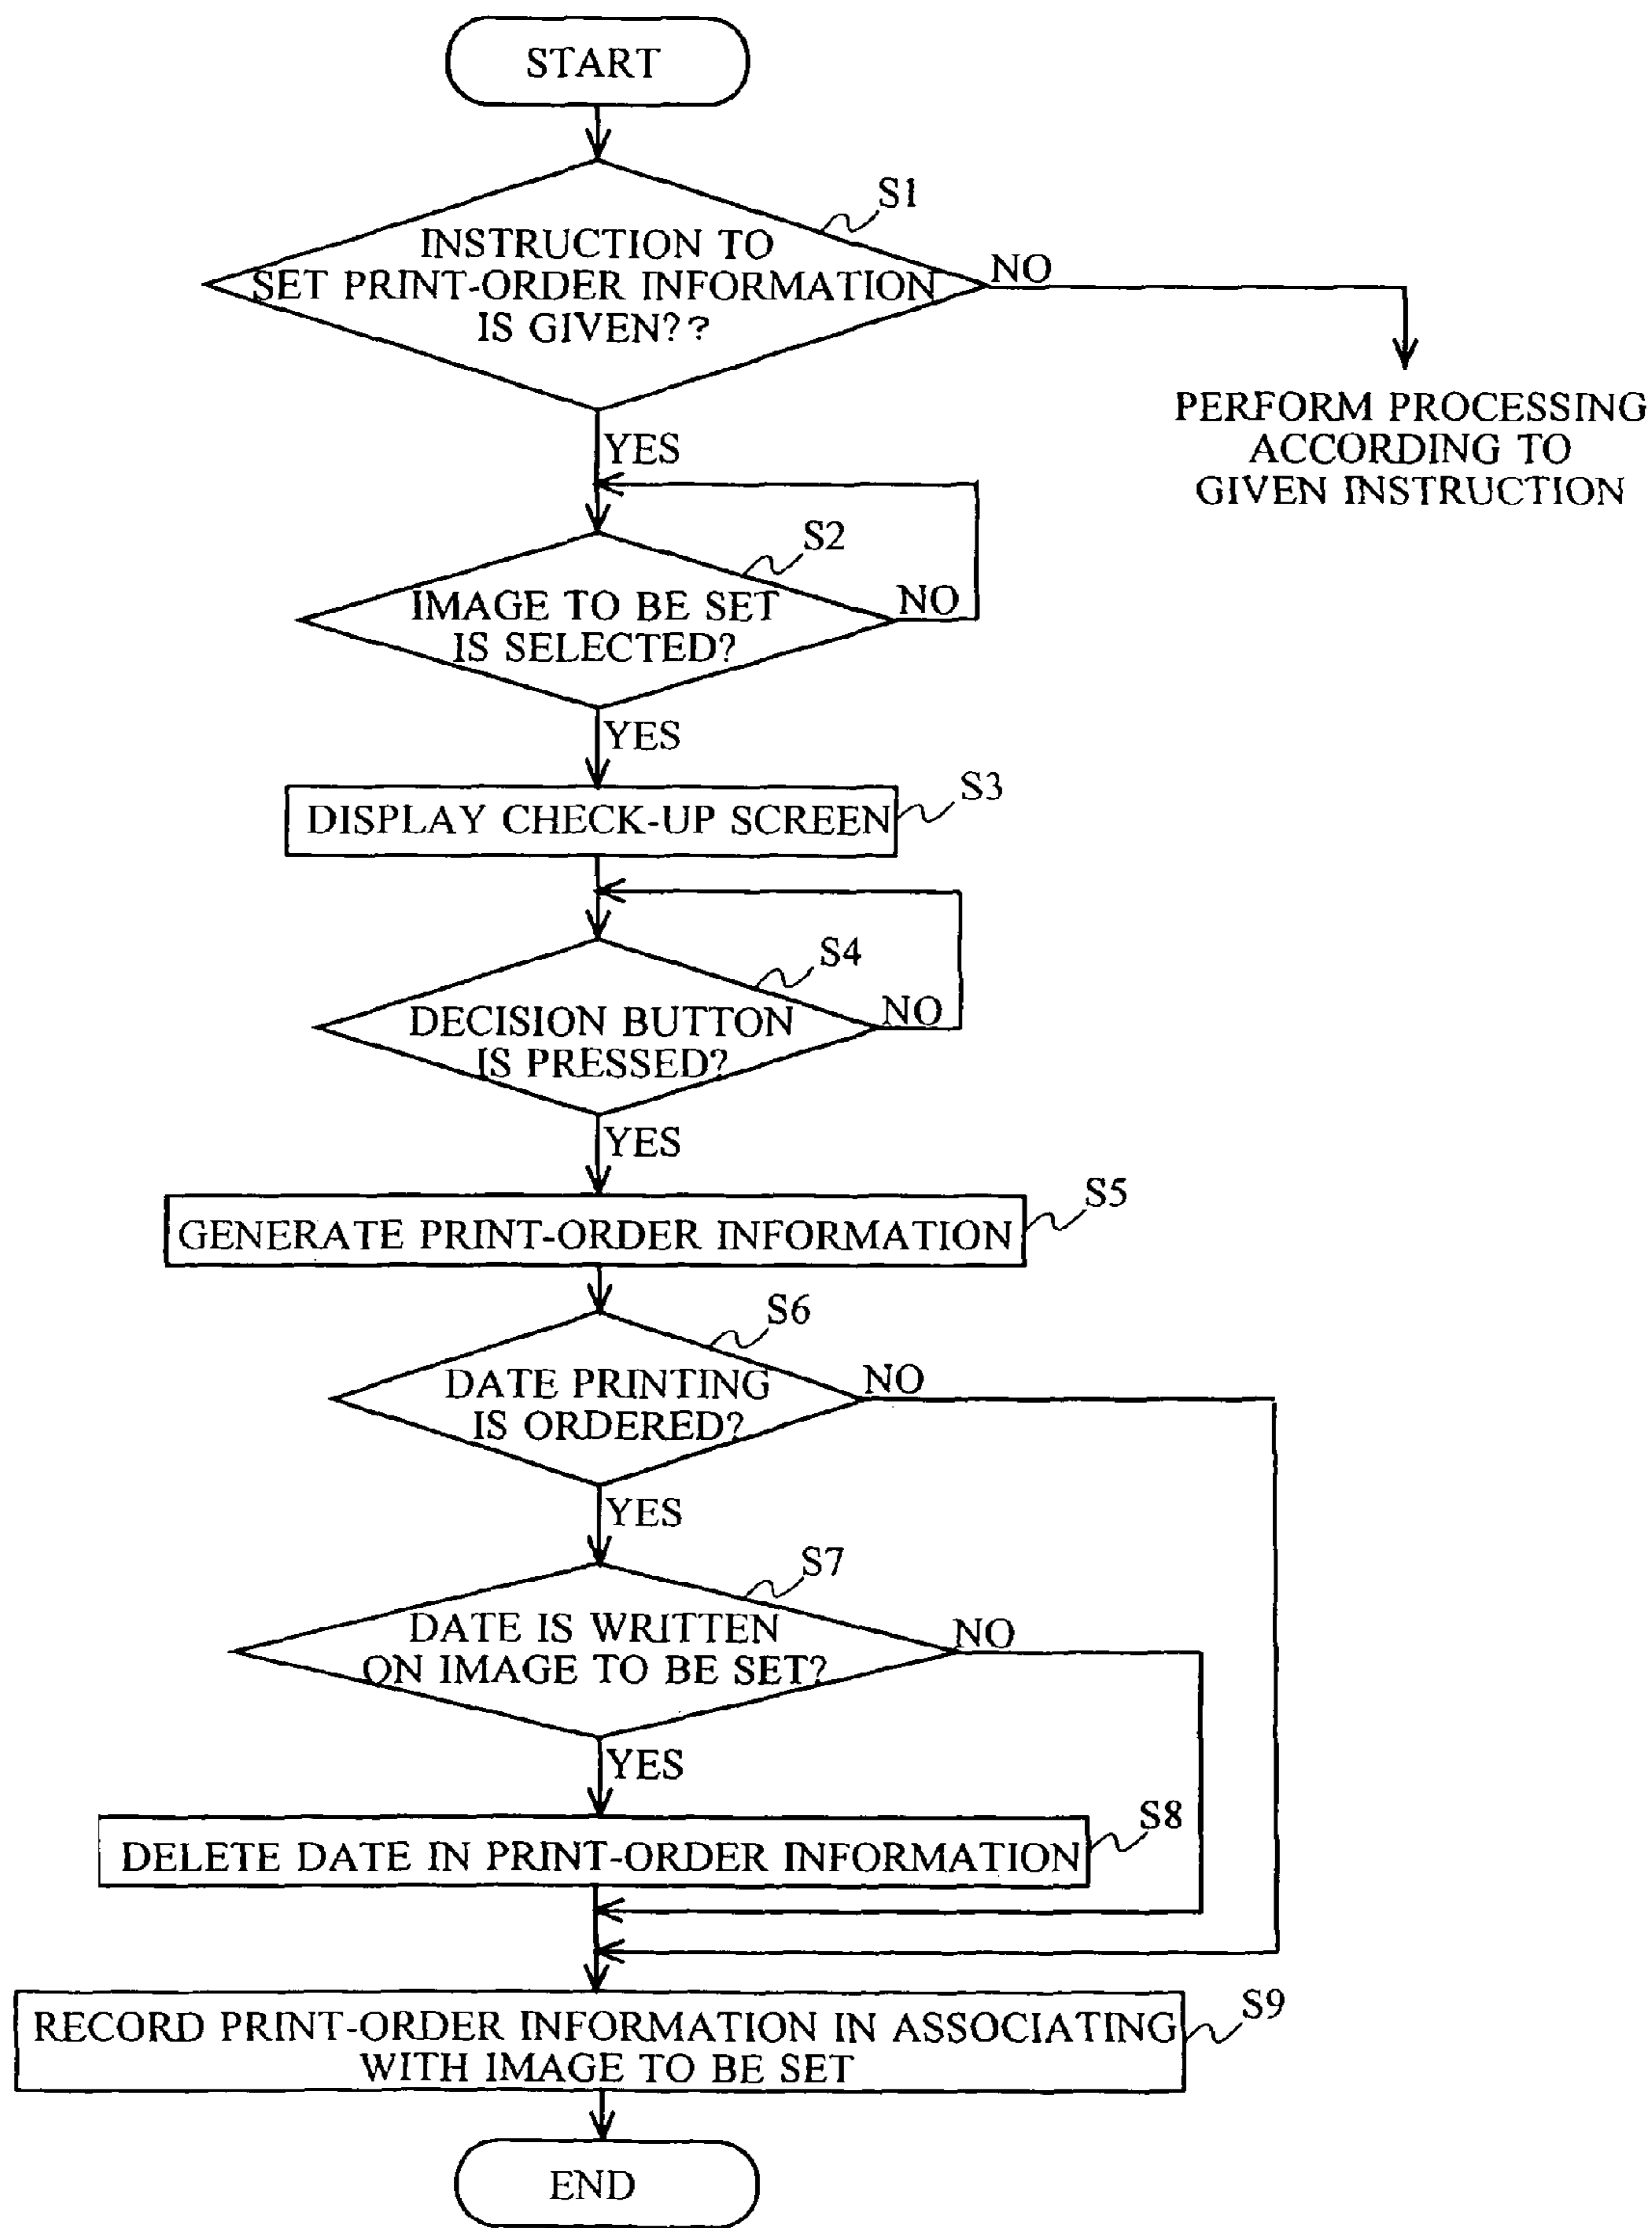 START
S1
INSTRUCTION TO
SET PRINT-ORDER INFORMATION
IS GIVEN??
NO
YES
PERFORM PROCESSING
ACCORDING TO
GIVEN INSTRUCTION
S2
IMAGE TO BE SET
IS SELECTED?
NO
YES
S3
DISPLAY CHECK-UP SCREEN
S4
DECISION BUTTON
IS PRESSED?
NO
YES
S5
GENERATE PRINT-ORDER INFORMATION
S6
DATE PRINTING
IS ORDERED?
NO
YES
S7
DATE IS WRITTEN
ON IMAGE TO BE SET?
NO
YES
S8
DELETE DATE IN PRINT-ORDER INFORMATION
S9
RECORD PRINT-ORDER INFORMATION IN ASSOCIATING
WITH IMAGE TO BE SET
END